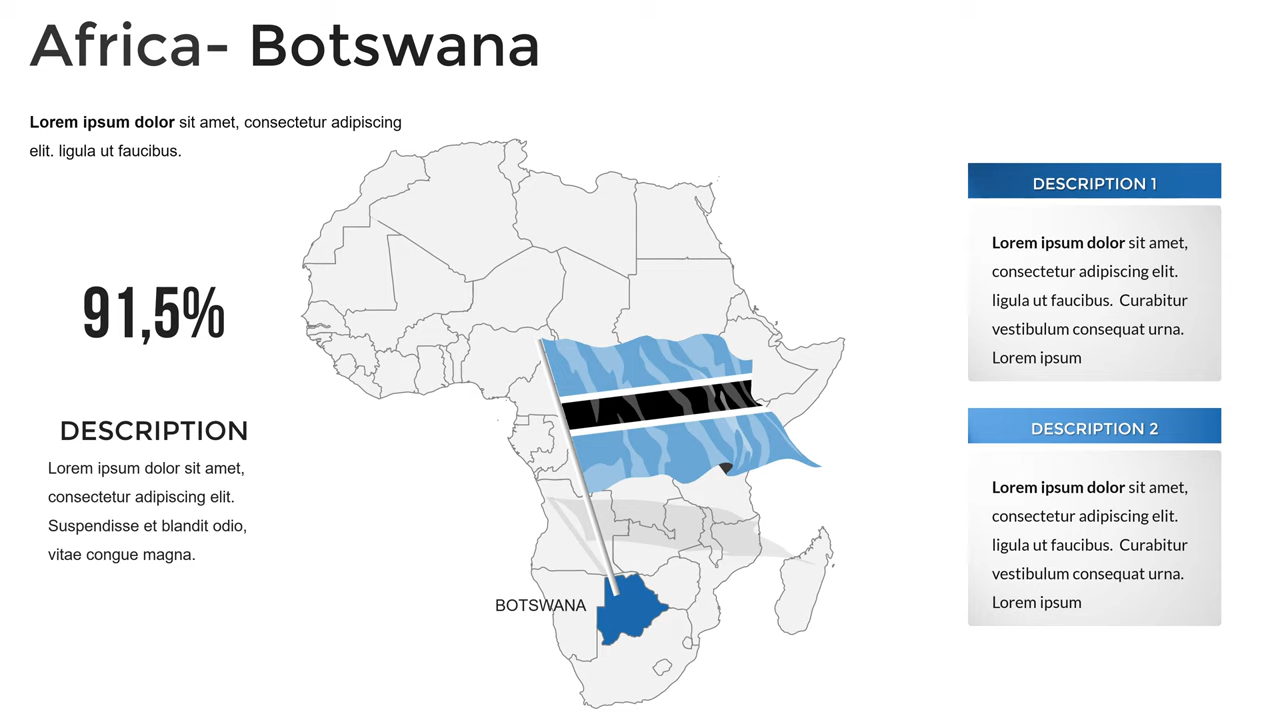 Africa- Botswana
Lorem ipsum dolor sit amet, consectetur adipiscing
elit. ligula ut faucibus.
91,5%
DESCRIPTION
Lorem ipsum dolor sit amet,
consectetur adipiscing elit.
Suspendisse et blandit odio,
vitae congue magna.
BOTSWANA
DESCRIPTION 1
Lorem ipsum dolor sit amet,
consectetur adipiscing elit.
ligula ut faucibus. Curabitur
vestibulum consequat urna.
Lorem ipsum
DESCRIPTION 2
Lorem ipsum dolor sit amet,
consectetur adipiscing elit.
ligula ut faucibus. Curabitur
vestibulum consequat urna.
Lorem ipsum